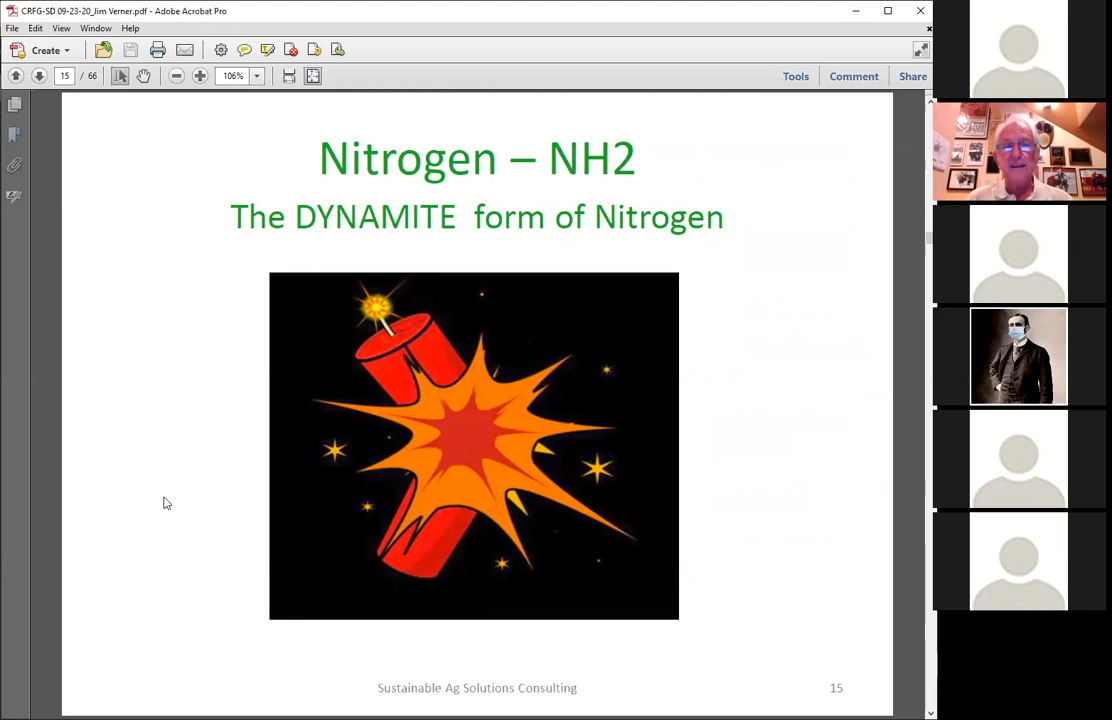 CRFG-SD 09-23-20_Jim Verner.pdf - Adobe Acrobat Pro
File Edit View Window Help
Create
15 / 66 106% Tools Comment Share
Nitrogen – NH2
The DYNAMITE form of Nitrogen
Sustainable Ag Solutions Consulting 15